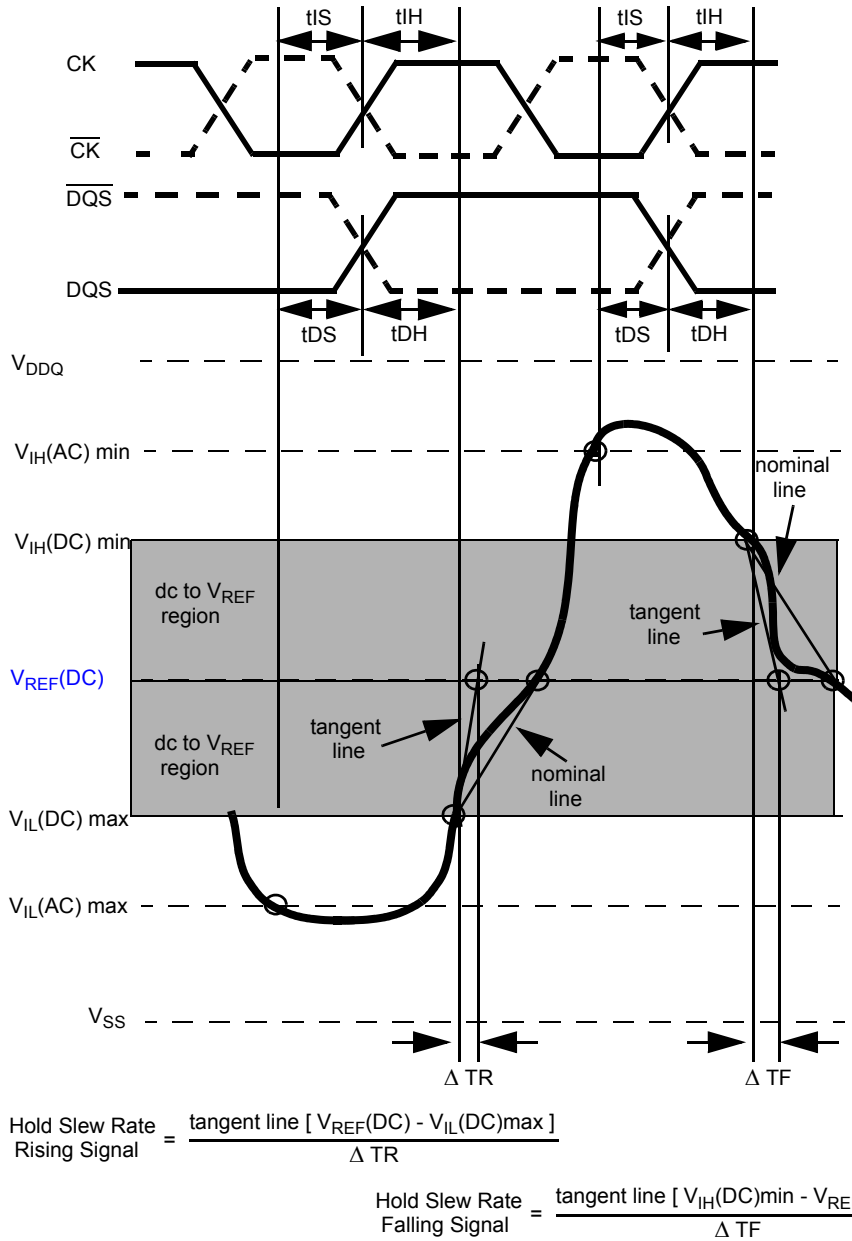 tIS tIH tIS tIH
CK
CK
DQS
DQS
tDS tDH tDS tDH
VDDQ
VIH(AC) min
nominal
line
VIH(DC) min
dc to VREF
region
tangent
line
VREF(DC)
tangent
line
dc to VREF
region
nominal
line
VIL(DC) max
VIL(AC) max
VSS
Δ TR Δ TF
Hold Slew Rate
Rising Signal = tangent line [ VREF(DC) - VIL(DC)max ]
Δ TR
Hold Slew Rate
Falling Signal = tangent line [ VIH(DC)min - VRE
Δ TF